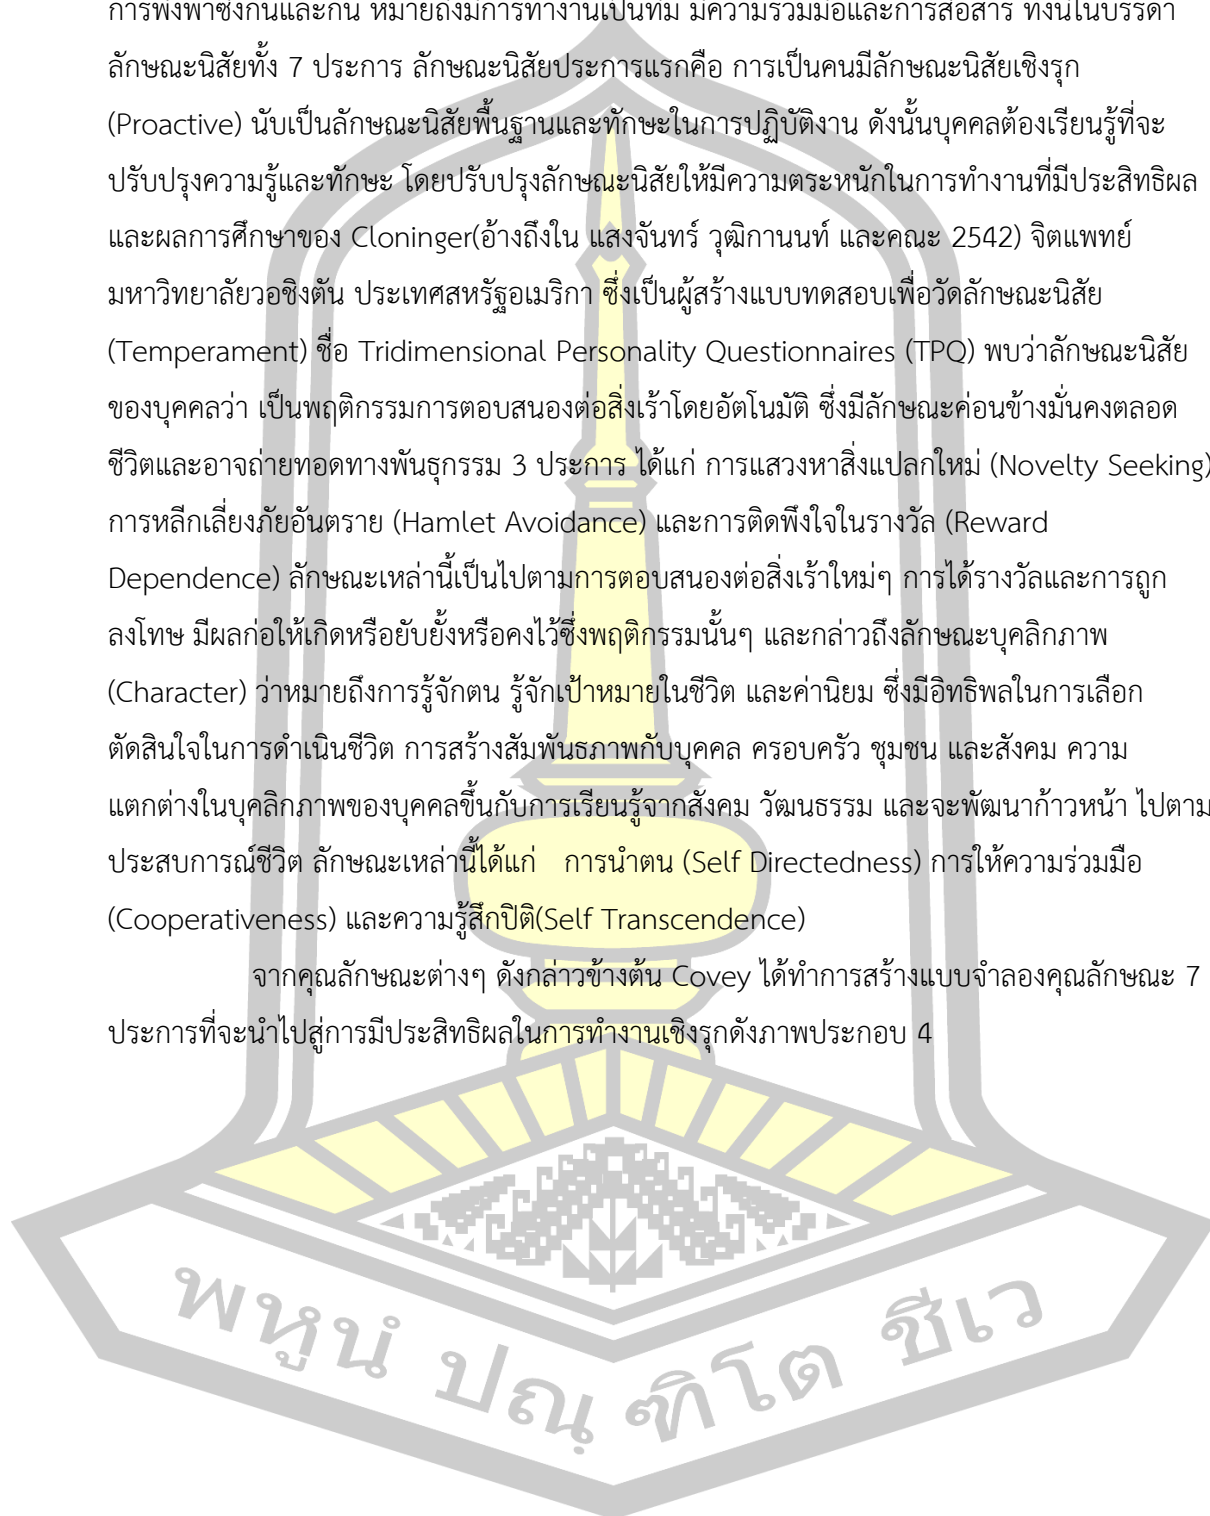 การพึ่งพาซึ่งกันและกัน หมายถึงมีการทำงานเป็นทีม มีความร่วมมือและการสื่อสาร ทั้งนี้ในบรรดา
ลักษณะนิสัยทั้ง 7 ประการ ลักษณะนิสัยประการแรกคือ การเป็นคนมีลักษณะนิสัยเชิงรุก
(Proactive) นับเป็นลักษณะนิสัยพื้นฐานและทักษะในการปฏิบัติงาน ดังนั้นบุคคลต้องเรียนรู้ที่จะ
ปรับปรุงความรู้และทักษะ โดยปรับปรุงลักษณะนิสัยให้มีความตระหนักในการทำงานที่มีประสิทธิผล
และผลการศึกษาของ Cloninger(อ้างถึงใน แสงจันทร์ วุฒิกานนท์ และคณะ 2542) จิตแพทย์
มหาวิทยาลัยวอชิงตัน ประเทศสหรัฐอเมริกา ซึ่งเป็นผู้สร้างแบบทดสอบเพื่อวัดลักษณะนิสัย
(Temperament) ชื่อ Tridimensional Personality Questionnaires (TPQ) พบว่าลักษณะนิสัย
ของบุคคลว่า เป็นพฤติกรรมการตอบสนองต่อสิ่งเร้าโดยอัตโนมัติ ซึ่งมีลักษณะค่อนข้างมั่นคงตลอด
ชีวิตและอาจถ่ายทอดทางพันธุกรรม 3 ประการ ได้แก่ การแสวงหาสิ่งแปลกใหม่ (Novelty Seeking)
การหลีกเลี่ยงภัยอันตราย (Hamlet Avoidance) และการติดพึงใจในรางวัล (Reward
Dependence) ลักษณะเหล่านี้เป็นไปตามการตอบสนองต่อสิ่งเร้าใหม่ๆ การได้รางวัลและการถูก
ลงโทษ มีผลก่อให้เกิดหรือยับยั้งหรือคงไว้ซึ่งพฤติกรรมนั้นๆ และกล่าวถึงลักษณะบุคลิกภาพ
(Character) ว่าหมายถึงการรู้จักตน รู้จักเป้าหมายในชีวิต และค่านิยม ซึ่งมีอิทธิพลในการเลือก
ตัดสินใจในการดำเนินชีวิต การสร้างสัมพันธภาพกับบุคคล ครอบครัว ชุมชน และสังคม ความ
แตกต่างในบุคลิกภาพของบุคคลขึ้นกับการเรียนรู้จากสังคม วัฒนธรรม และจะพัฒนาก้าวหน้า ไปตาม
ประสบการณ์ชีวิต ลักษณะเหล่านี้ได้แก่ การนำตน (Self Directedness) การให้ความร่วมมือ
(Cooperativeness) และความรู้สึกปิติ(Self Transcendence)
จากคุณลักษณะต่างๆ ดังกล่าวข้างต้น Covey ได้ทำการสร้างแบบจำลองคุณลักษณะ 7
ประการที่จะนำไปสู่การมีประสิทธิผลในการทำงานเชิงรุกดังภาพประกอบ 4
พหูนํ ปณฺฑิโต ชีเว